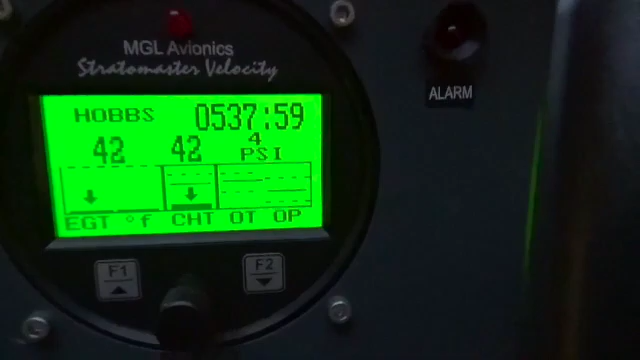 MGL Avionics
Stratomaster Velocity
ALARM
HOBBS 0537:59
42 42 4
PSI
EGT °f CHT OT OP
F1
F2